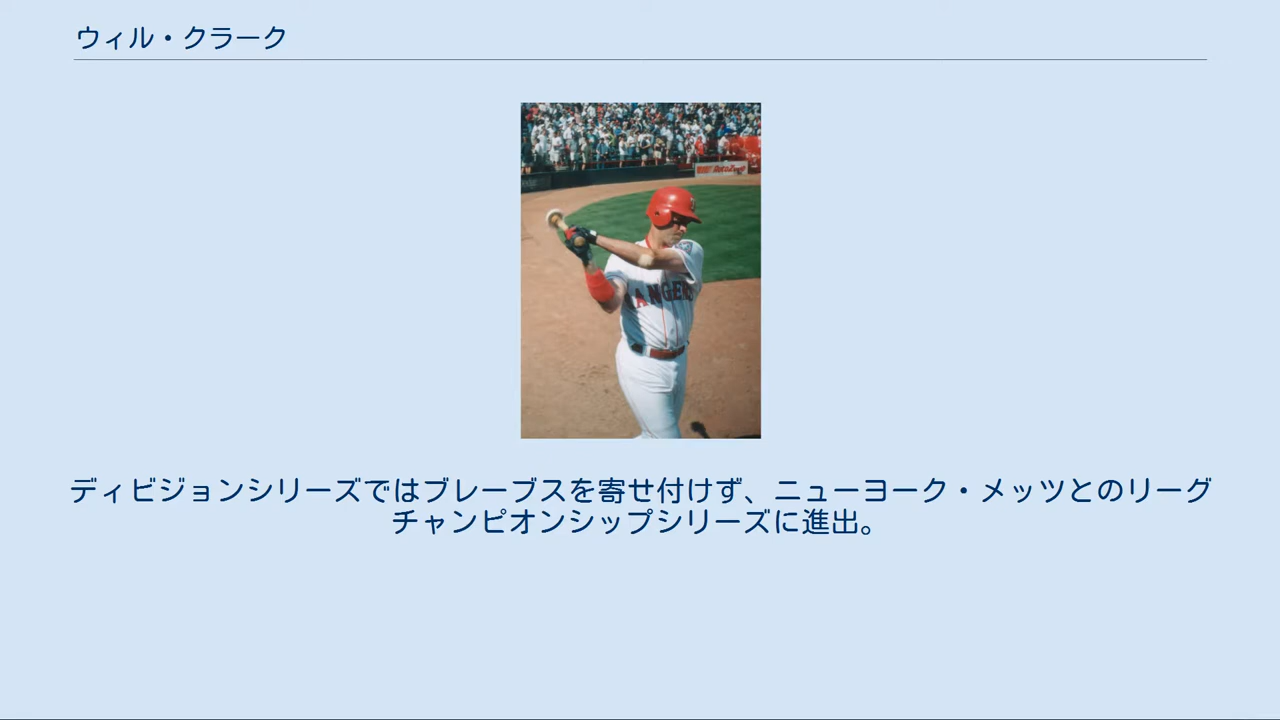 ウィル・クラーク
AutoZone
RANGERS
ディビジョンシリーズではブレーブスを寄せ付けず、ニューヨーク・メッツとのリーグ
チャンピオンシップシリーズに進出。